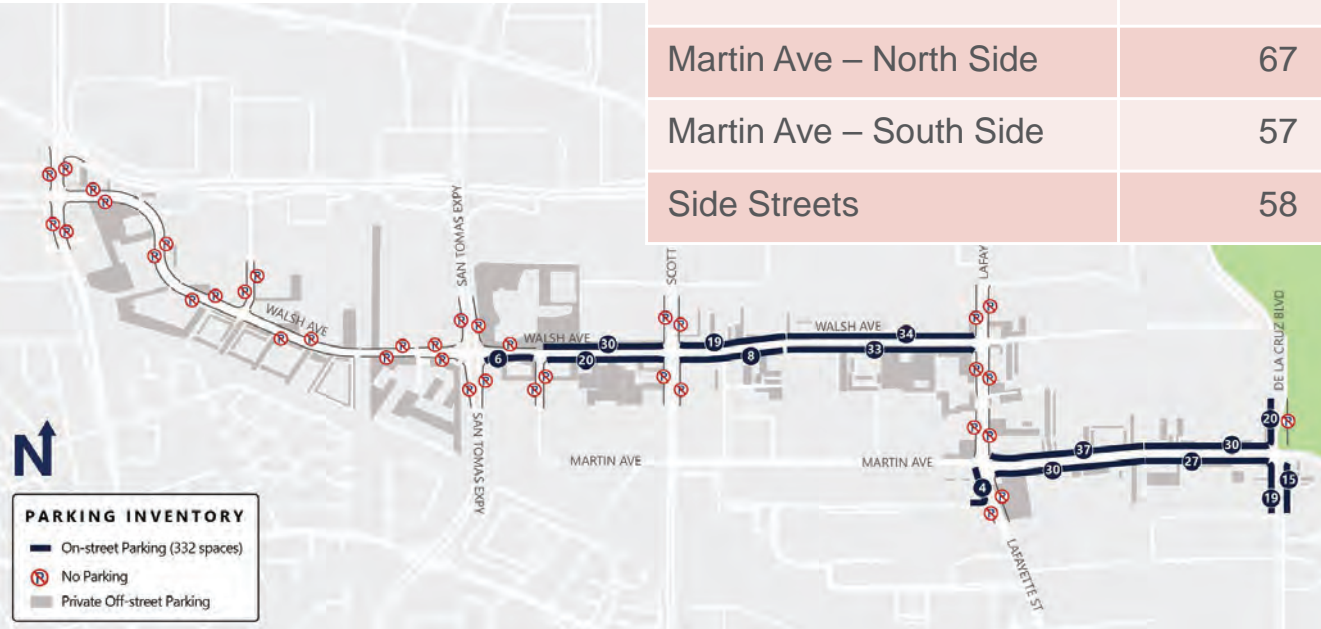 Martin Ave – North Side 67
Martin Ave – South Side 57
Side Streets 58
SAN TOMAS EXPY
SCOTT
LAFAY
DE LA CRUZ BLVD
WALSH AVE
WALSH AVE
WALSH AVE
30
19
34
6
20
8
33
20
MARTIN AVE
MARTIN AVE
37
30
30
27
4
15
19
SAN TOMAS EXPY
LAFAYETTE ST
N
PARKING INVENTORY
On-street Parking (332 spaces)
No Parking
Private Off-street Parking